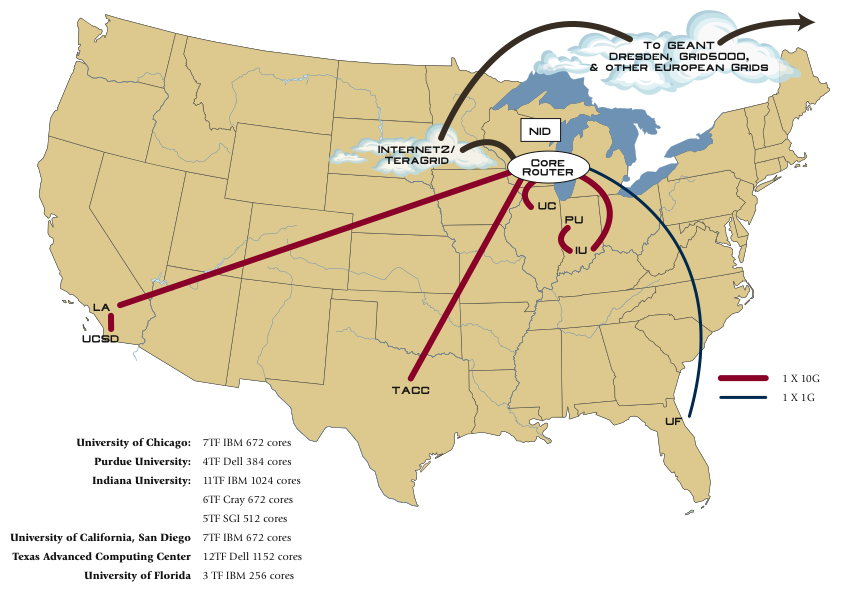 To GEANT
DRESDEN, GRID5000,
& OTHER EUROPEAN GRIDS
NID
INTERNET2/
TERAGRID
CORE
ROUTER
UC
PU
IU
LA
UCSD
TACC
UF
1 X 10G
1 X 1G
University of Chicago: 7TF IBM 672 cores
Purdue University: 4TF Dell 384 cores
Indiana University: 11TF IBM 1024 cores
6TF Cray 672 cores
5TF SGI 512 cores
University of California, San Diego 7TF IBM 672 cores
Texas Advanced Computing Center 12TF Dell 1152 cores
University of Florida: 3 TF IBM 256 cores